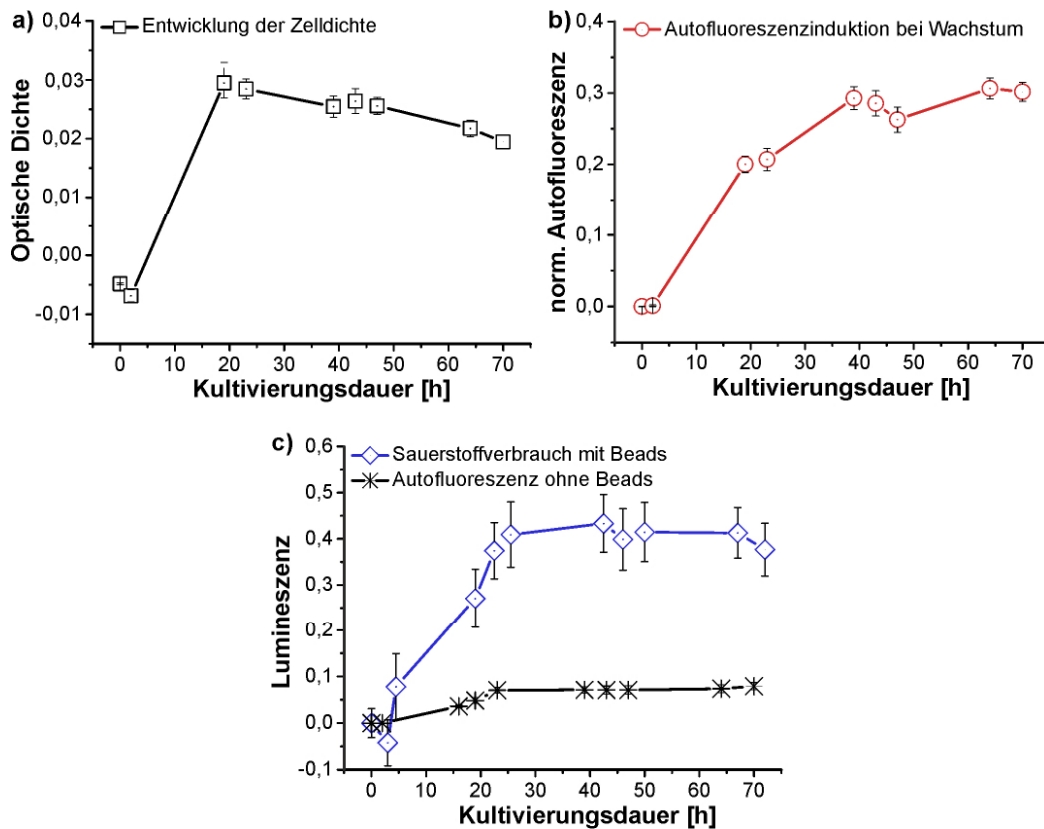 a)
Entwicklung der Zelldichte
Optische Dichte
0,04
0,03
0,02
0,01
0,00
-0,01
0 10 20 30 40 50 60 70
Kultivierungsdauer [h]
b)
Autofluoreszenzinduktion bei Wachstum
norm. Autofluoreszenz
0,4
0,3
0,2
0,1
0,0
0 10 20 30 40 50 60 70
Kultivierungsdauer [h]
c)
Sauerstoffverbrauch mit Beads
Autofluoreszenz ohne Beads
Lumineszenz
0,6
0,5
0,4
0,3
0,2
0,1
0,0
-0,1
0 10 20 30 40 50 60 70
Kultivierungsdauer [h]